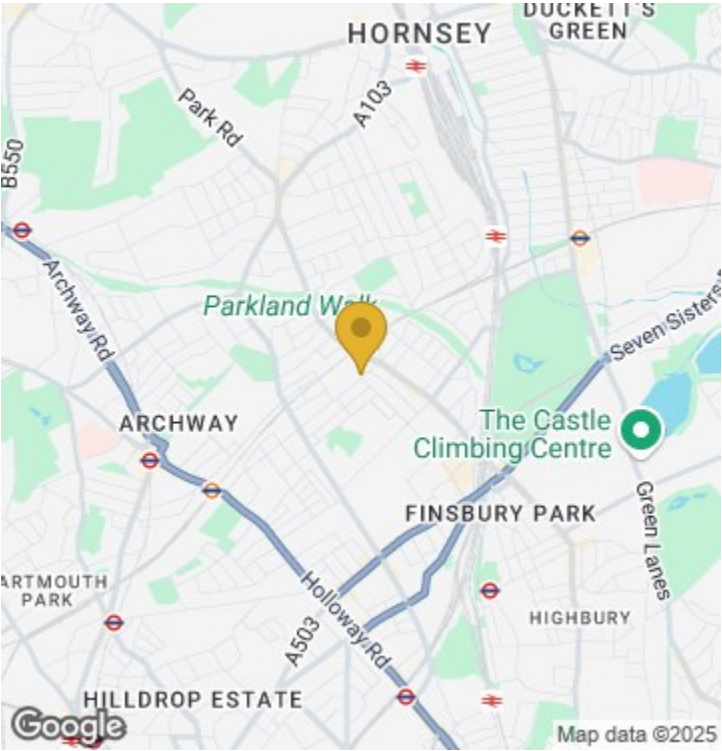 DUCKETT'S
GREEN
HORNSEY
A103
Park Rd
B550
Archway Rd
Parkland Walk
Seven Sisters
ARCHWAY
The Castle
Climbing Centre
FINSBURY PARK
Green Lanes
ARTMOUTH
PARK
Holloway Rd
A503
HIGHBURY
HILLDROP ESTATE
Google
Map data ©2025